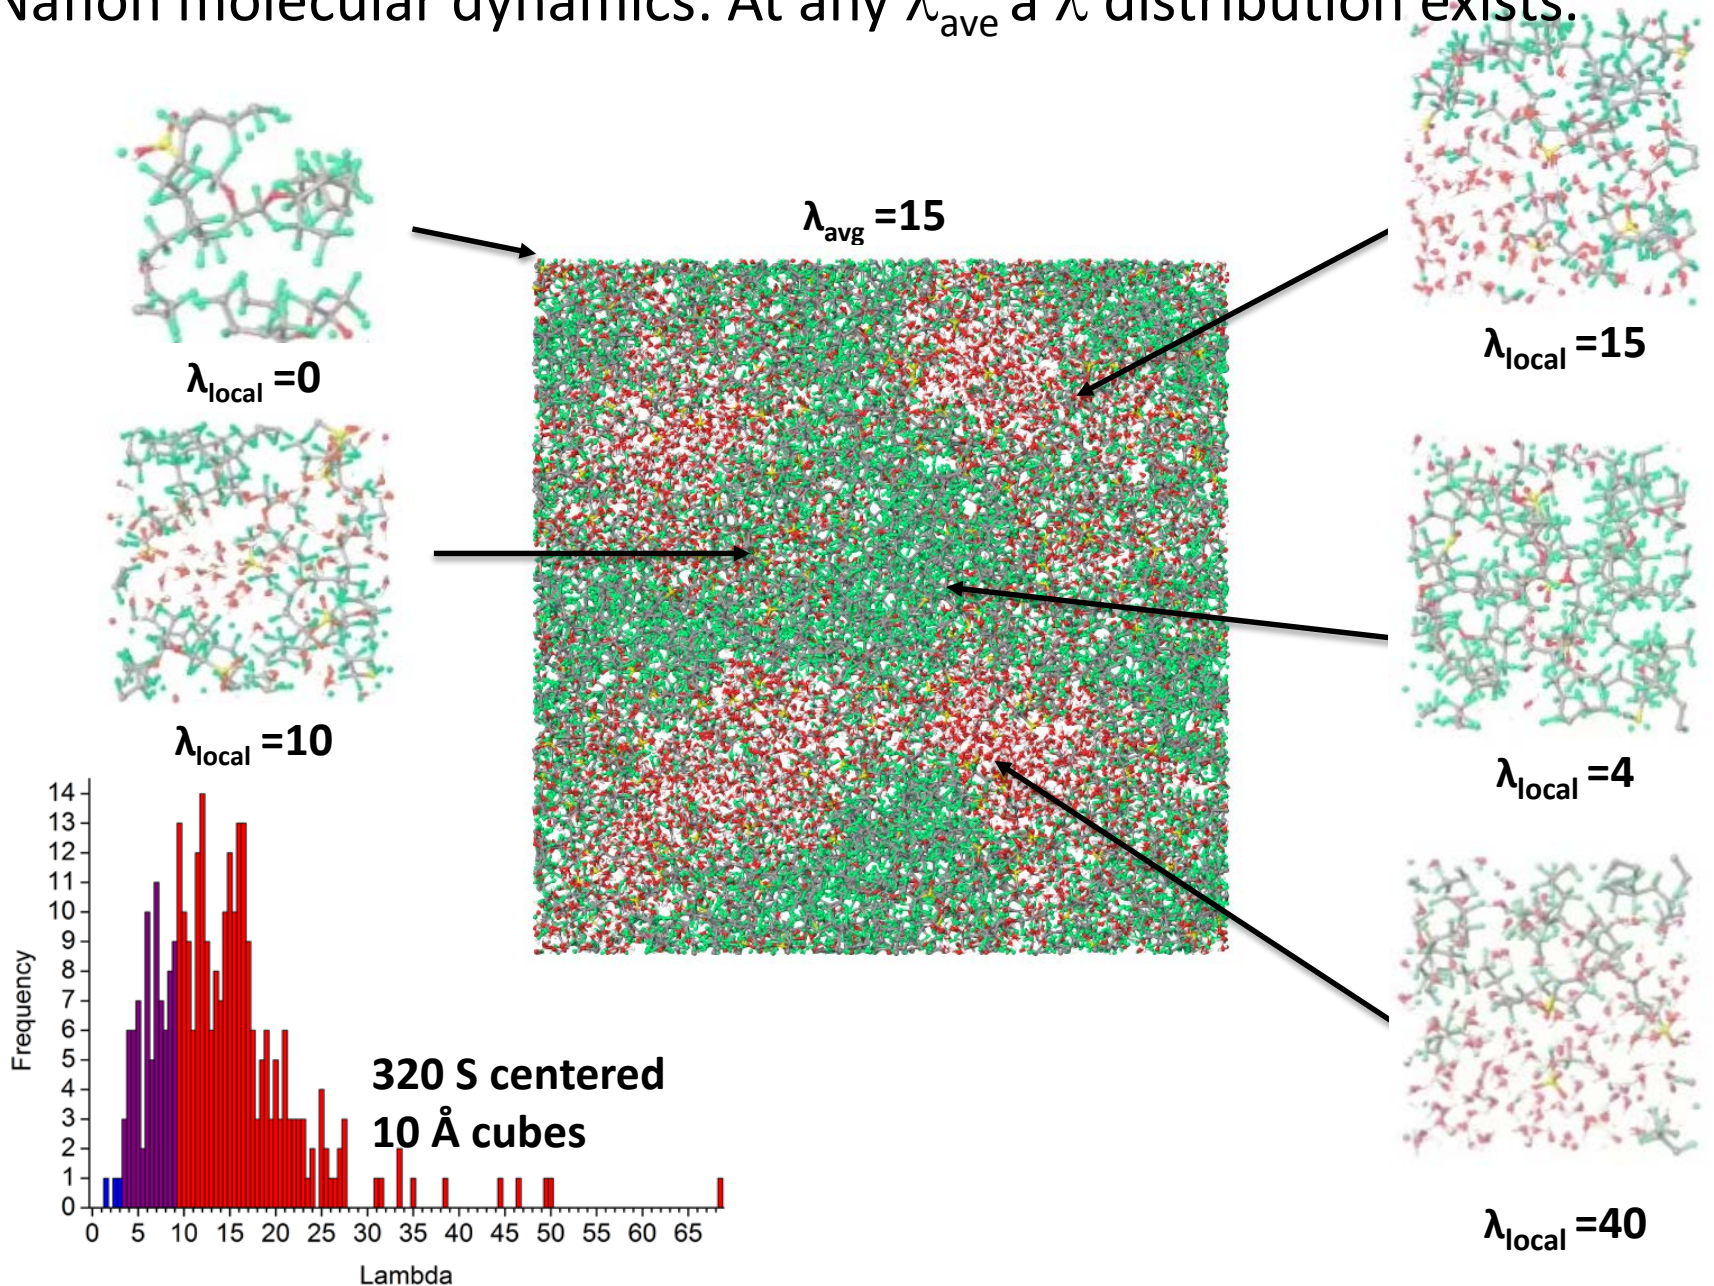 Nafion molecular dynamics. At any λave a λ distribution exists.
λavg =15
λlocal =0
λlocal =15
λlocal =10
λlocal =4
λlocal =40
320 S centered
10 Å cubes
Frequency
14
13
12
11
10
9
8
7
6
5
4
3
2
1
0
0 5 10 15 20 25 30 35 40 45 50 55 60 65
Lambda